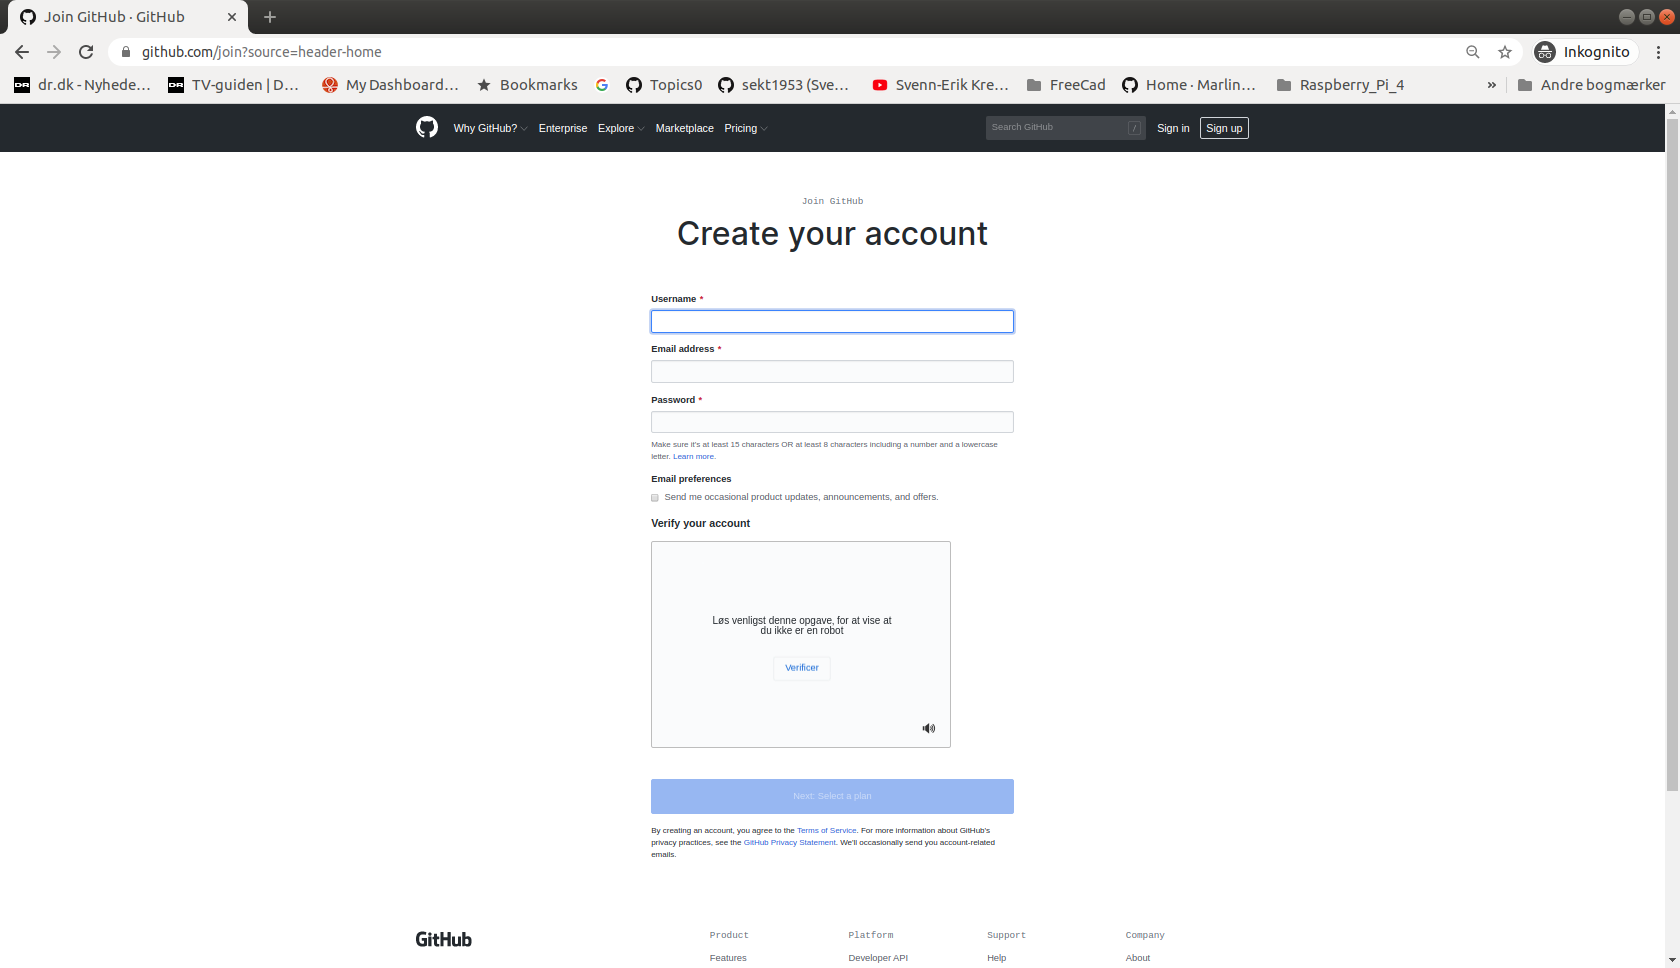 Join GitHub · GitHub
github.com/join?source=header-home
Inkognito
dr.dk - Nyhede...
TV-guiden | D...
My Dashboard...
Bookmarks
Topics0
sekt1953 (Sve...
Svenn-Erik Kre...
FreeCad
Home · Marlin...
Raspberry_Pi_4
»
Andre bogmærker
Why GitHub?
Enterprise
Explore
Marketplace
Pricing
Search GitHub
/
Sign in
Sign up
Join GitHub
Create your account
Username *
Email address *
Password *
Make sure it's at least 15 characters OR at least 8 characters including a number and a lowercase
letter. Learn more.
Email preferences
Send me occasional product updates, announcements, and offers.
Verify your account
Løs venligst denne opgave, for at vise at
du ikke er en robot
Verificer
Next: Select a plan
By creating an account, you agree to the Terms of Service. For more information about GitHub's
privacy practices, see the GitHub Privacy Statement. We'll occasionally send you account-related
emails.
GitHub
Product
Platform
Support
Company
Features
Developer API
Help
About